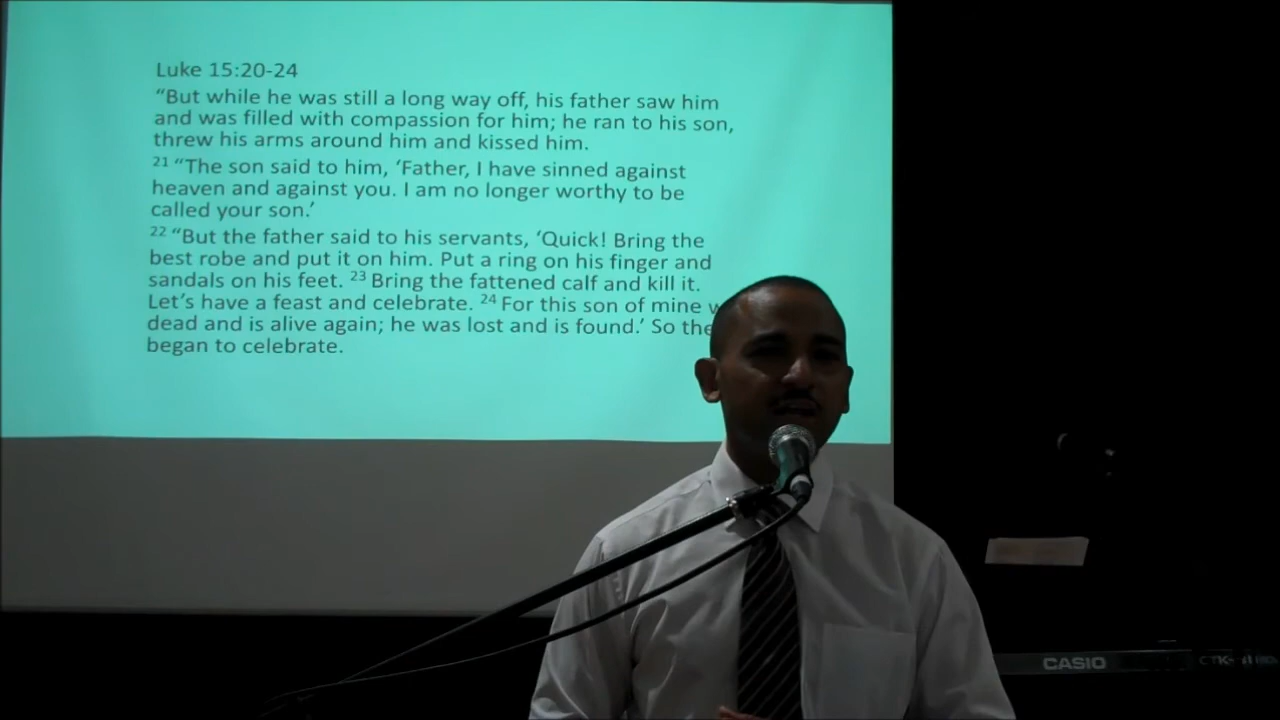 Luke 15:20-24
“But while he was still a long way off, his father saw him
and was filled with compassion for him; he ran to his son,
threw his arms around him and kissed him.
21 “The son said to him, ‘Father, I have sinned against
heaven and against you. I am no longer worthy to be
called your son.’
22 “But the father said to his servants, ‘Quick! Bring the
best robe and put it on him. Put a ring on his finger and
sandals on his feet. 23 Bring the fattened calf and kill it.
Let’s have a feast and celebrate. 24 For this son of mine
dead and is alive again; he was lost and is found.’ So
began to celebrate.
CASIO